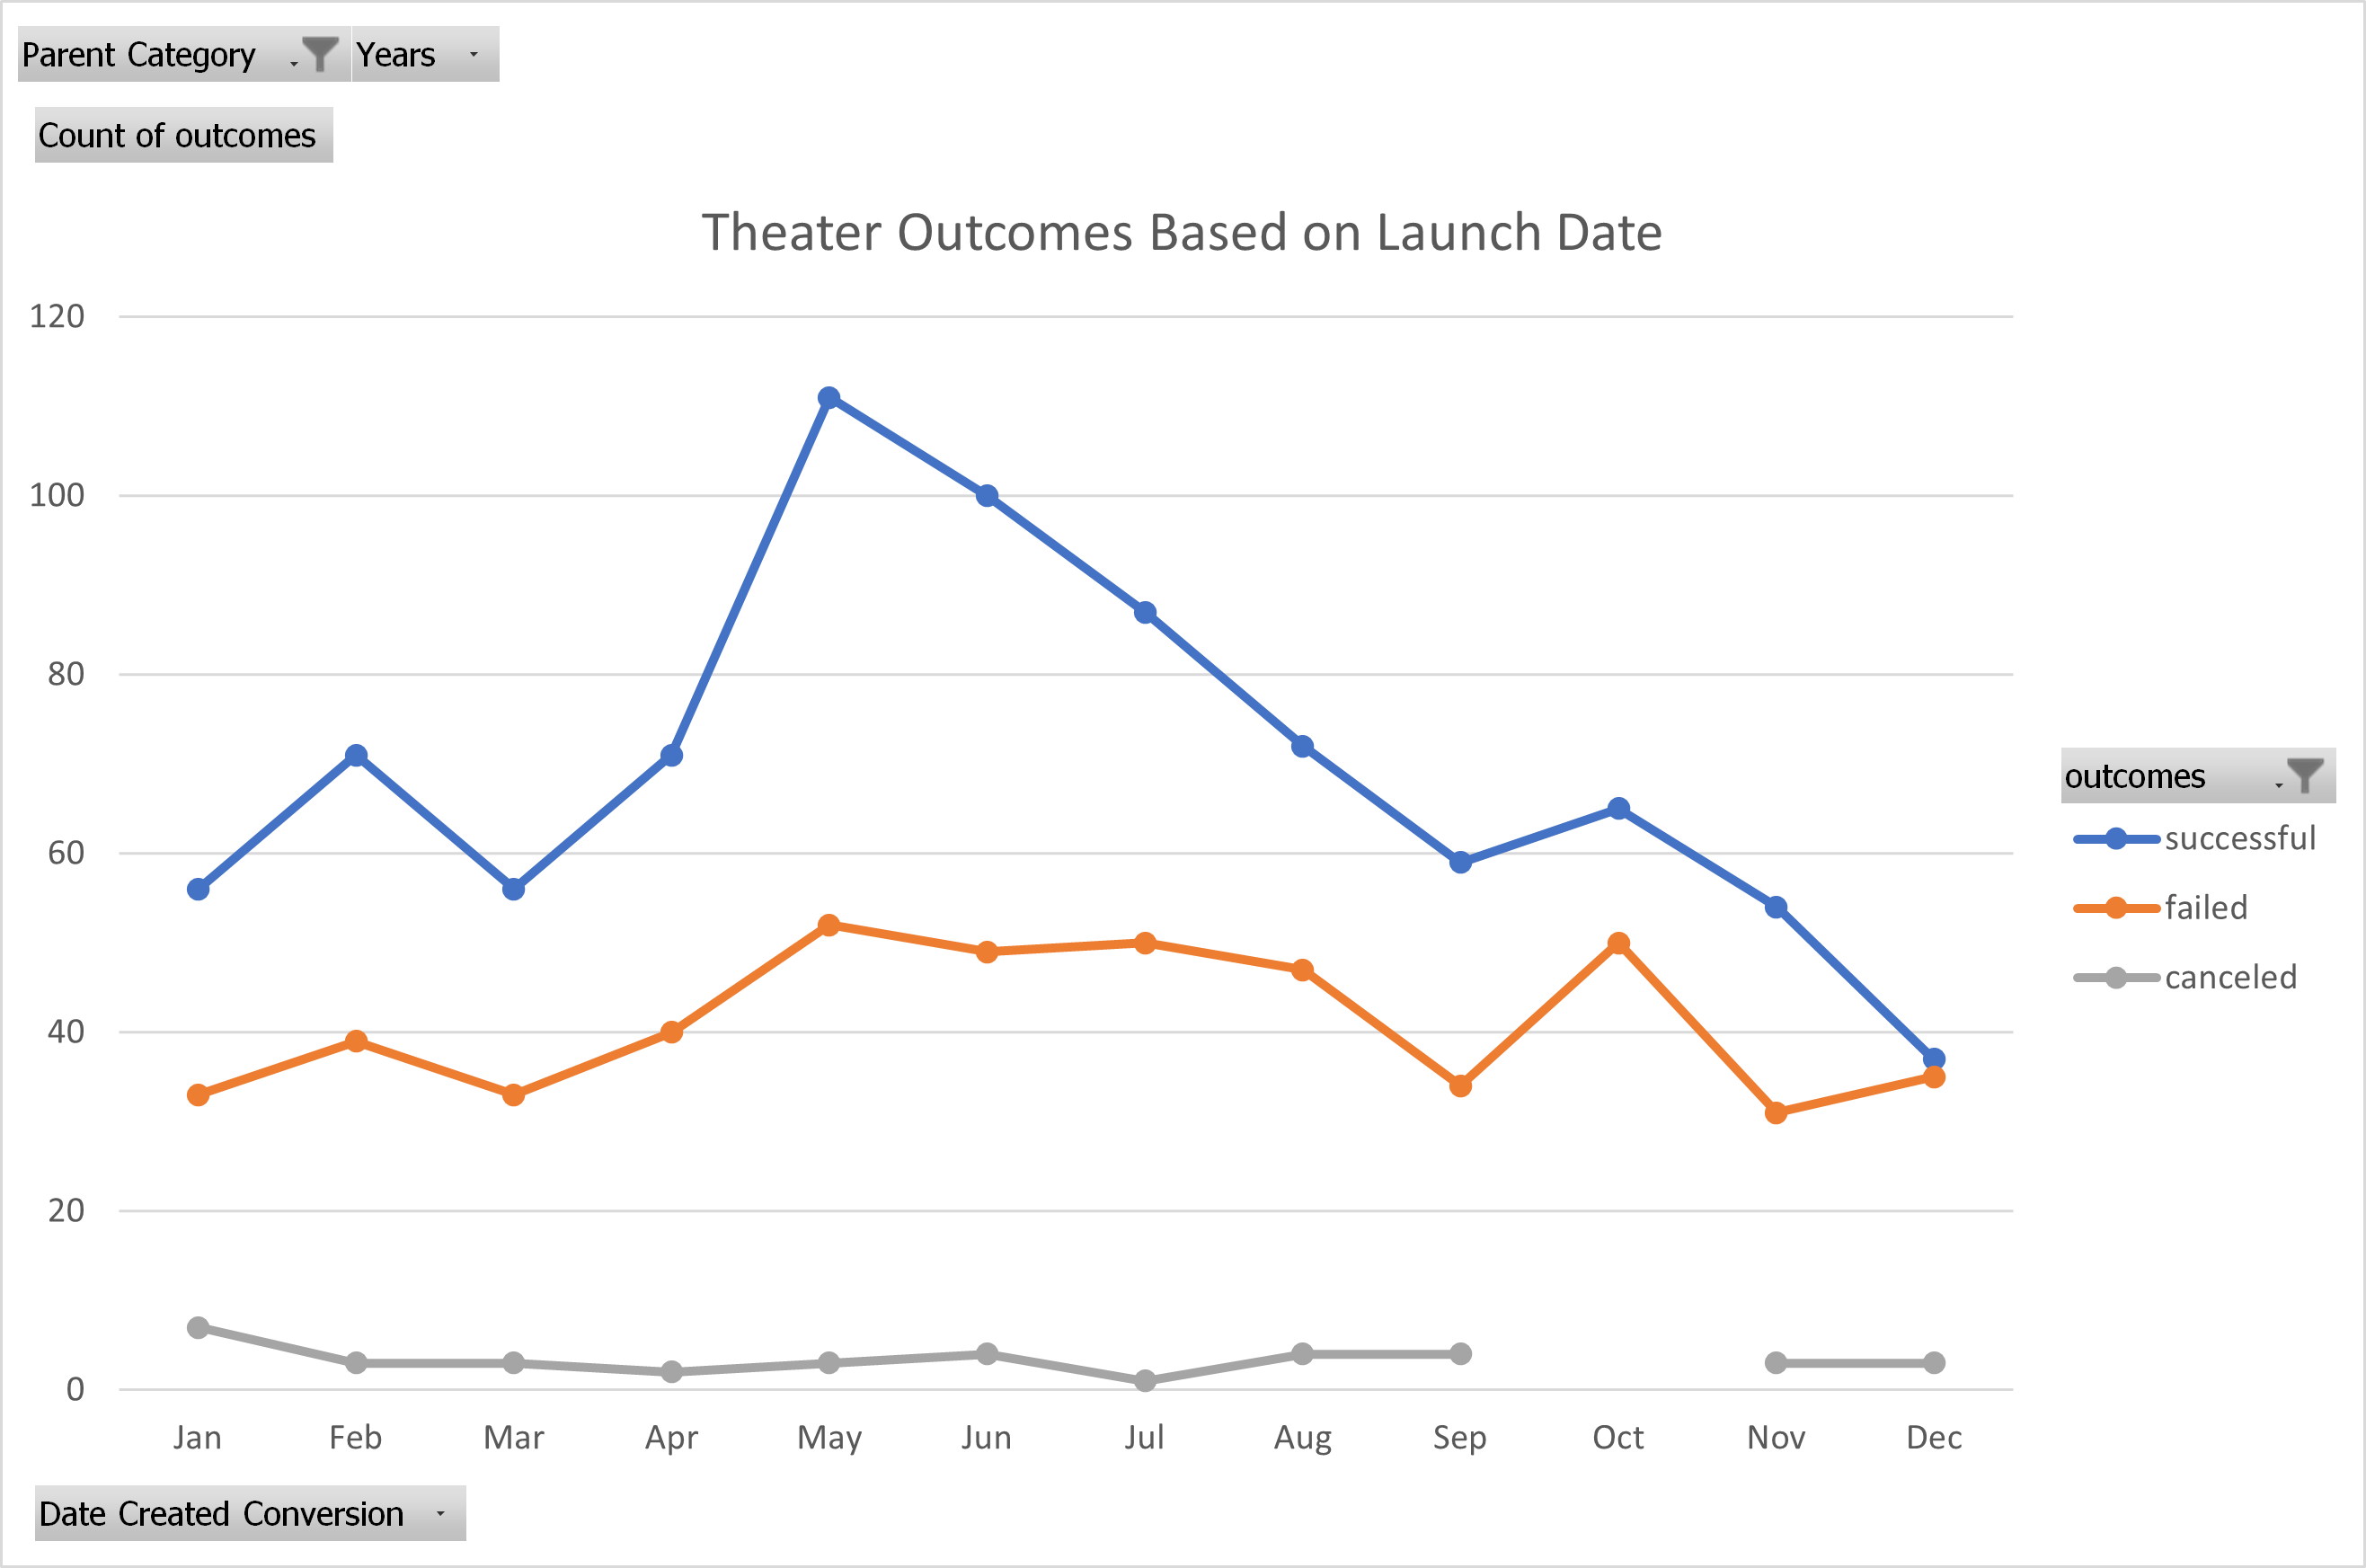 Parent Category Years
Count of outcomes
Theater Outcomes Based on Launch Date
120
100
80
60
40
20
0
Jan Feb Mar Apr May Jun Jul Aug Sep Oct Nov Dec
outcomes
successful
failed
canceled
Date Created Conversion